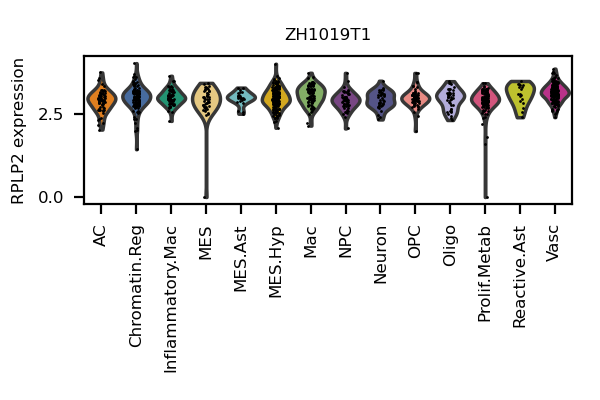 ZH1019T1
RPLP2 expression
2.5
0.0
AC
Chromatin.Reg
Inflammatory.Mac
MES
MES.Ast
MES.Hyp
Mac
NPC
Neuron
OPC
Oligo
Prolif.Metab
Reactive.Ast
Vasc